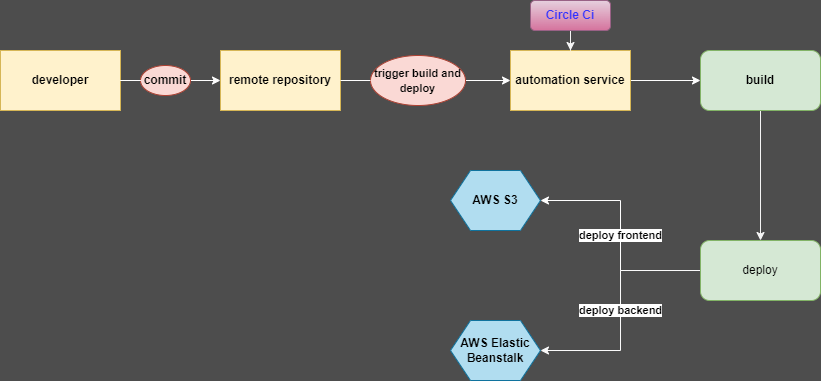 Circle Ci
developer
commit
remote repository
trigger build and
deploy
automation service
build
AWS S3
deploy frontend
deploy
deploy backend
AWS Elastic
Beanstalk